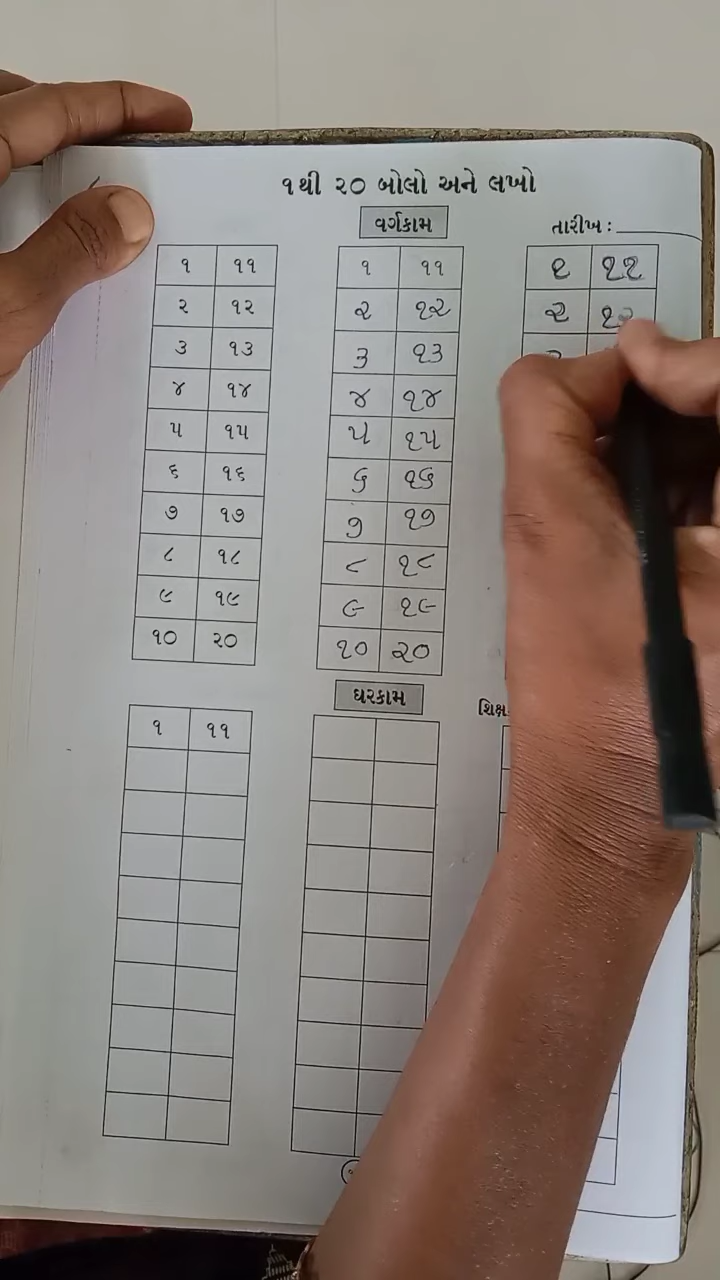 ૧થી ૨૦ બોલો અને લખો
વર્ગકામ
તારીખ :
૧ ૧૧ ૧ ૧૧ ૧ ૧૧
૨ ૧૨ ૨ ૧૨ ૨ ૧૨
૩ ૧૩ ૩ ૧૩
૪ ૧૪ ૪ ૧૪
૫ ૧૫ ૫ ૧૫
૬ ૧૬ ૬ ૧૬
૭ ૧૭ ૭ ૧૭
૮ ૧૮ ૮ ૧૮
૯ ૧૯ ૯ ૧૯
૧૦ ૨૦ ૧૦ ૨૦
ઘરકામ
૧ ૧૧